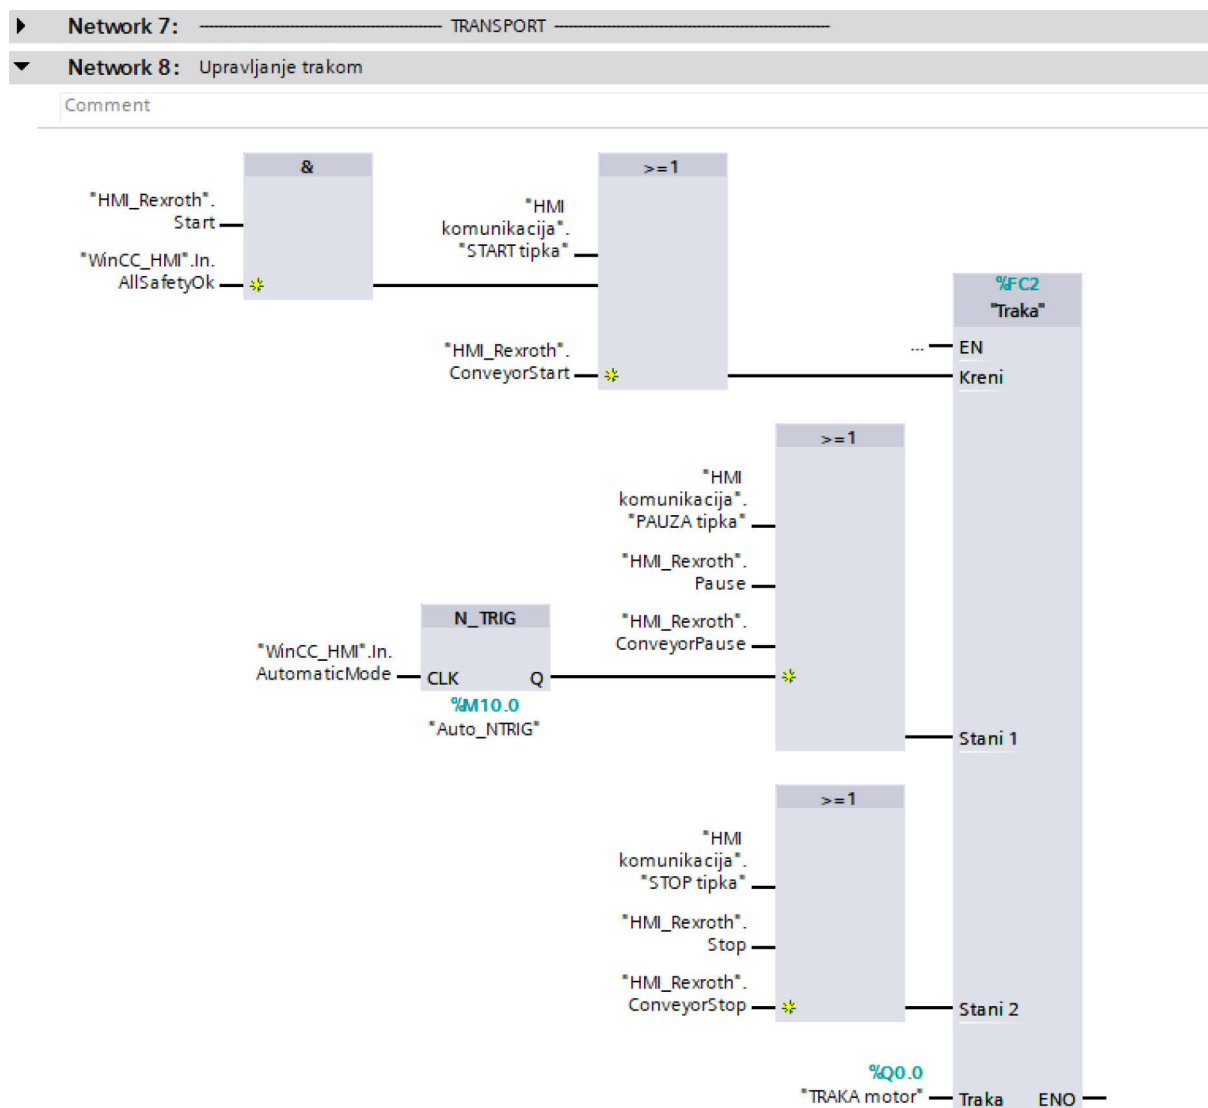 Network 7: TRANSPORT
Network 8: Upravljanje trakom
Comment
&
"HMI_Rexroth".
Start
"WinCC_HMI".In.
AllSafetyOk
>=1
"HMI
komunikacija".
"START tipka"
"HMI_Rexroth".
ConveyorStart
%FC2
"Traka"
... EN
Kreni
>=1
"HMI
komunikacija".
"PAUZA tipka"
"HMI_Rexroth".
Pause
"HMI_Rexroth".
ConveyorPause
N_TRIG
"WinCC_HMI".In.
AutomaticMode
CLK Q
%M10.0
"Auto_NTRIG"
Stani 1
>=1
"HMI
komunikacija".
"STOP tipka"
"HMI_Rexroth".
Stop
"HMI_Rexroth".
ConveyorStop
Stani 2
%Q0.0
"TRAKA motor"
Traka ENO